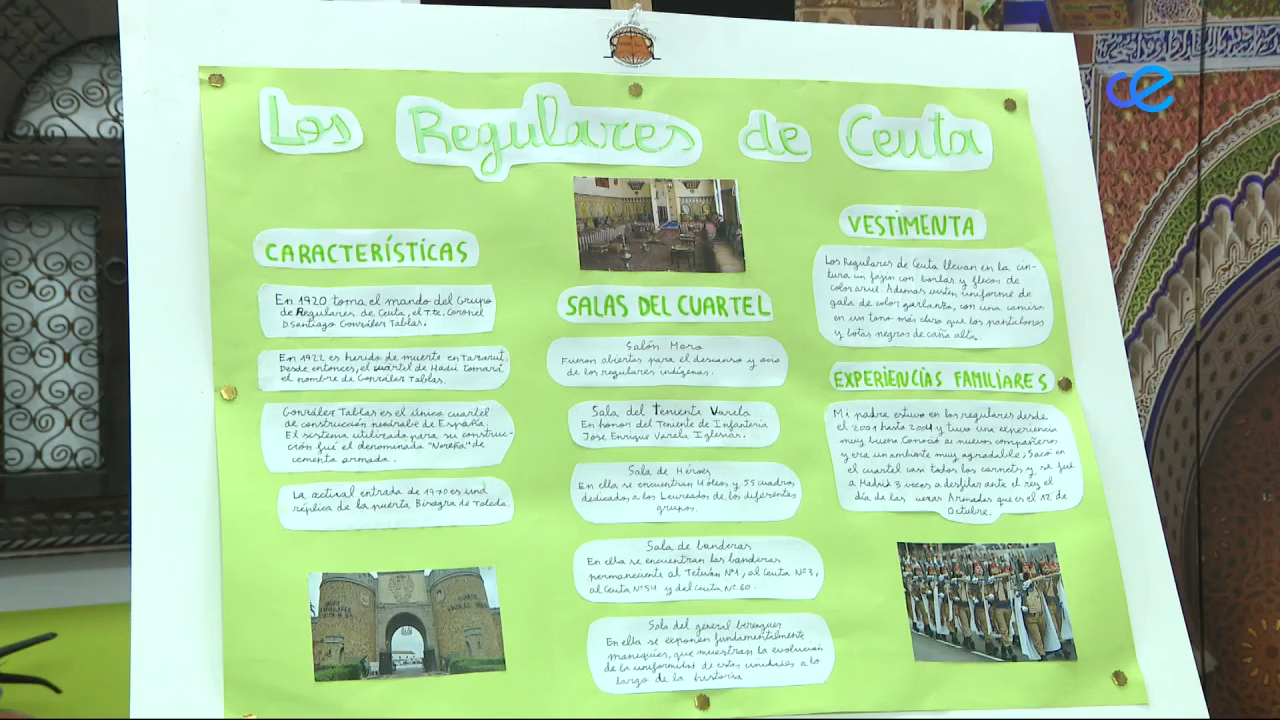 Los Regulares de Ceuta
CARACTERÍSTICAS
En 1920 toma el mando del Grupo
de Regulares de Ceuta, el Tte. Coronel
D.Santiago González Tablas.
En 1922 es herido de muerte en Tazarut.
Desde entonces, el cuartel de Hadú tomará
el nombre de González Tablas.
González Tablas es el único cuartel
de construcción neoárabe de España.
El sistema utilizado para su construc-
ción fué el denominado
de
cemento armado.
La actual entrada de 1970 es una
réplica de la puerta Bisagra de Toledo.
SALAS DEL CUARTEL
Salón Moro
Fueron abiertas para el descanso y ocio
de los regulares indígenas.
Sala del Teniente Varela
En honor del Teniente de Infantería
Jose Enrique Varela Iglesias.
Sala de Héroes
En ella se encuentran 4 óleos y 55 cuadros
dedicados a los Laureados de los diferentes
grupos.
Sala de banderas
En ella se encuentran las banderas
permaneciente al Tetuán Nº1, al Ceuta Nº3,
al Ceuta Nº54 y del Ceuta Nº60.
Sala del general berenguer
En ella se exponen fundamentalmente
maniquíes, que muestran la evolución
de la uniformidad de estas unidades a lo
largo de la historia.
VESTIMENTA
Los Regulares de Ceuta llevan en la cin-
tura un fajín con borlas y flecos de
color azul. Además visten uniforme de
gala de color garbanzo, con una camisa
en un tono más claro que los pantalones
y botas negras de caña alta.
EXPERIENCIAS FAMILIARES
Mi padre estuvo en los regulares desde
el 2001 hasta 2004 y tuvo una experiencia
muy buena Conoció a nuevos compañeros
y era un ambiente muy agradable. Sacó en
el cuartel casi todos los carnets y se fué
a Madrid 3 veces a desfilar ante el rey el
día de las Armadas que es el 12 de
Octubre.
ce